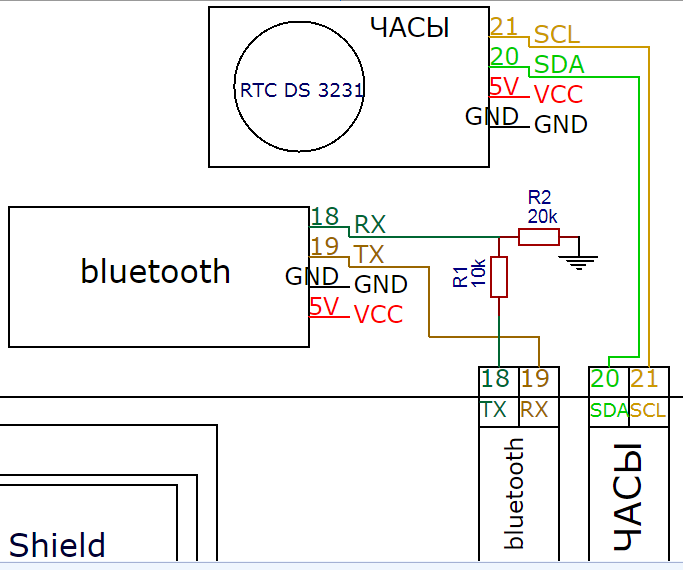 ЧАСЫ
RTC DS 3231
21 SCL
20 SDA
5V VCC
GND GND
bluetooth
18 RX
19 TX
GND GND
5V VCC
R2
20k
R1
10k
18 19
TX RX
bluetooth
20 21
SDA SCL
ЧАСЫ
Shield